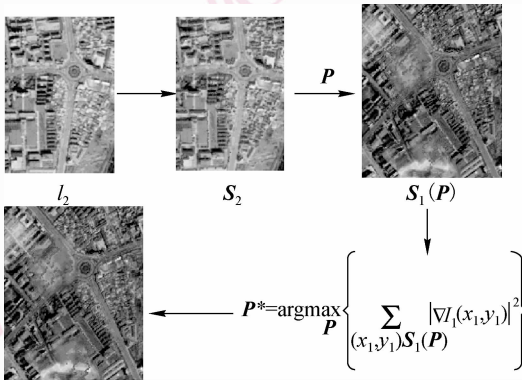 P
l₂
S₂
S₁(P)
P*=argmax { ∑ |∇I₁(x₁,y₁)|² }
P (x₁,y₁)S₁(P)